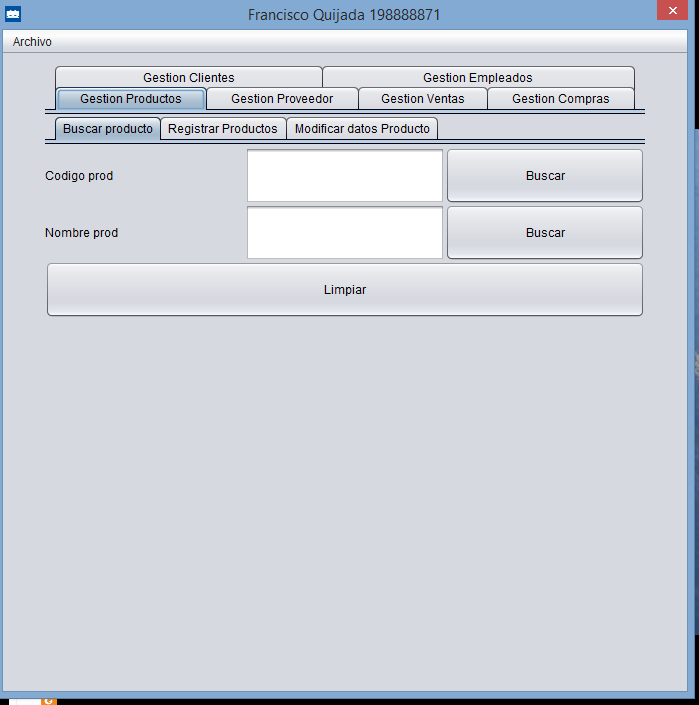 Francisco Quijada 198888871
Archivo
Gestion Clientes Gestion Empleados
Gestion Productos Gestion Proveedor Gestion Ventas Gestion Compras
Buscar producto Registrar Productos Modificar datos Producto
Codigo prod Buscar
Nombre prod Buscar
Limpiar